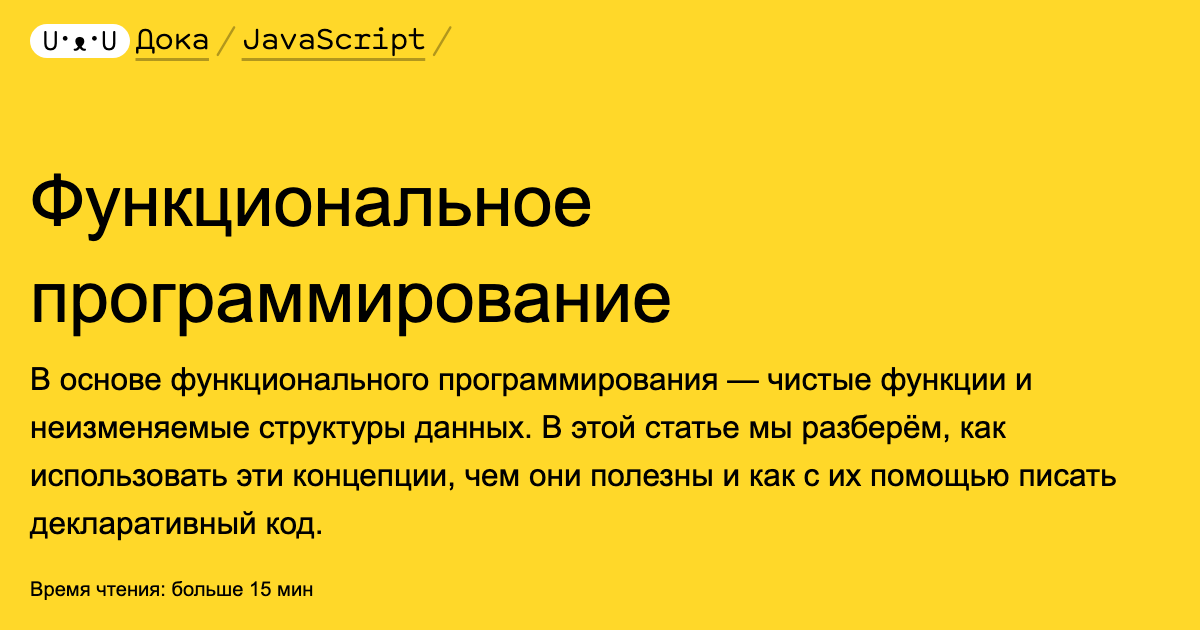 U·ᴥ·U Дока / JavaScript /
Функциональное
программирование
В основе функционального программирования — чистые функции и
неизменяемые структуры данных. В этой статье мы разберём, как
использовать эти концепции, чем они полезны и как с их помощью писать
декларативный код.
Время чтения: больше 15 мин